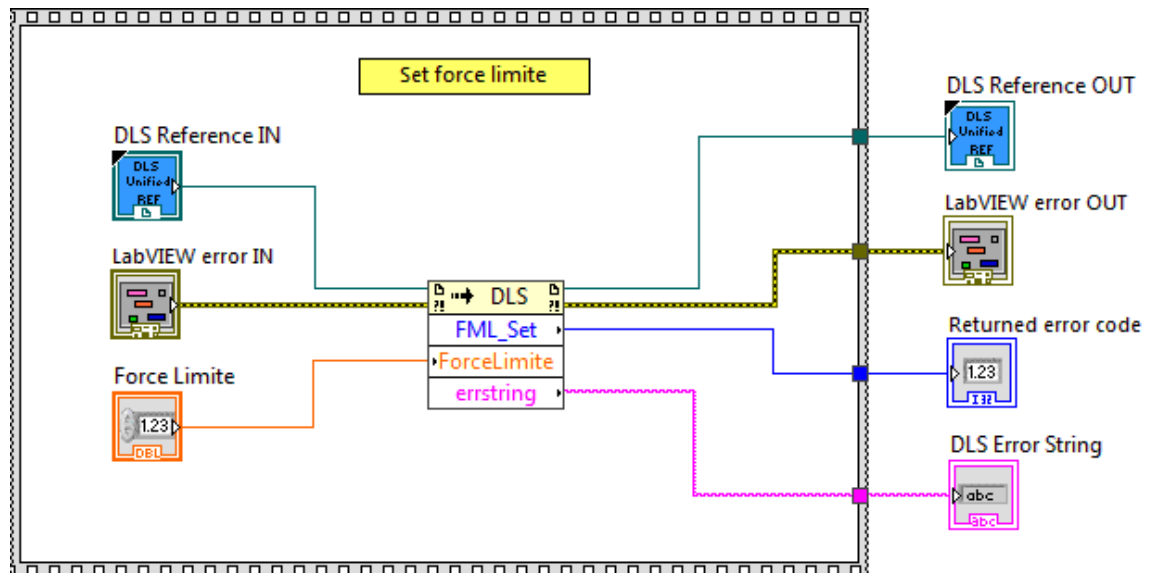 Set force limite
DLS Reference IN
DLS
Unified
REF
LabVIEW error IN
Force Limite
1.23
DBL
?!
DLS
?!
FML_Set
ForceLimite
errstring
DLS Reference OUT
DLS
Unified
REF
LabVIEW error OUT
Returned error code
1.23
I32
DLS Error String
abc
abc